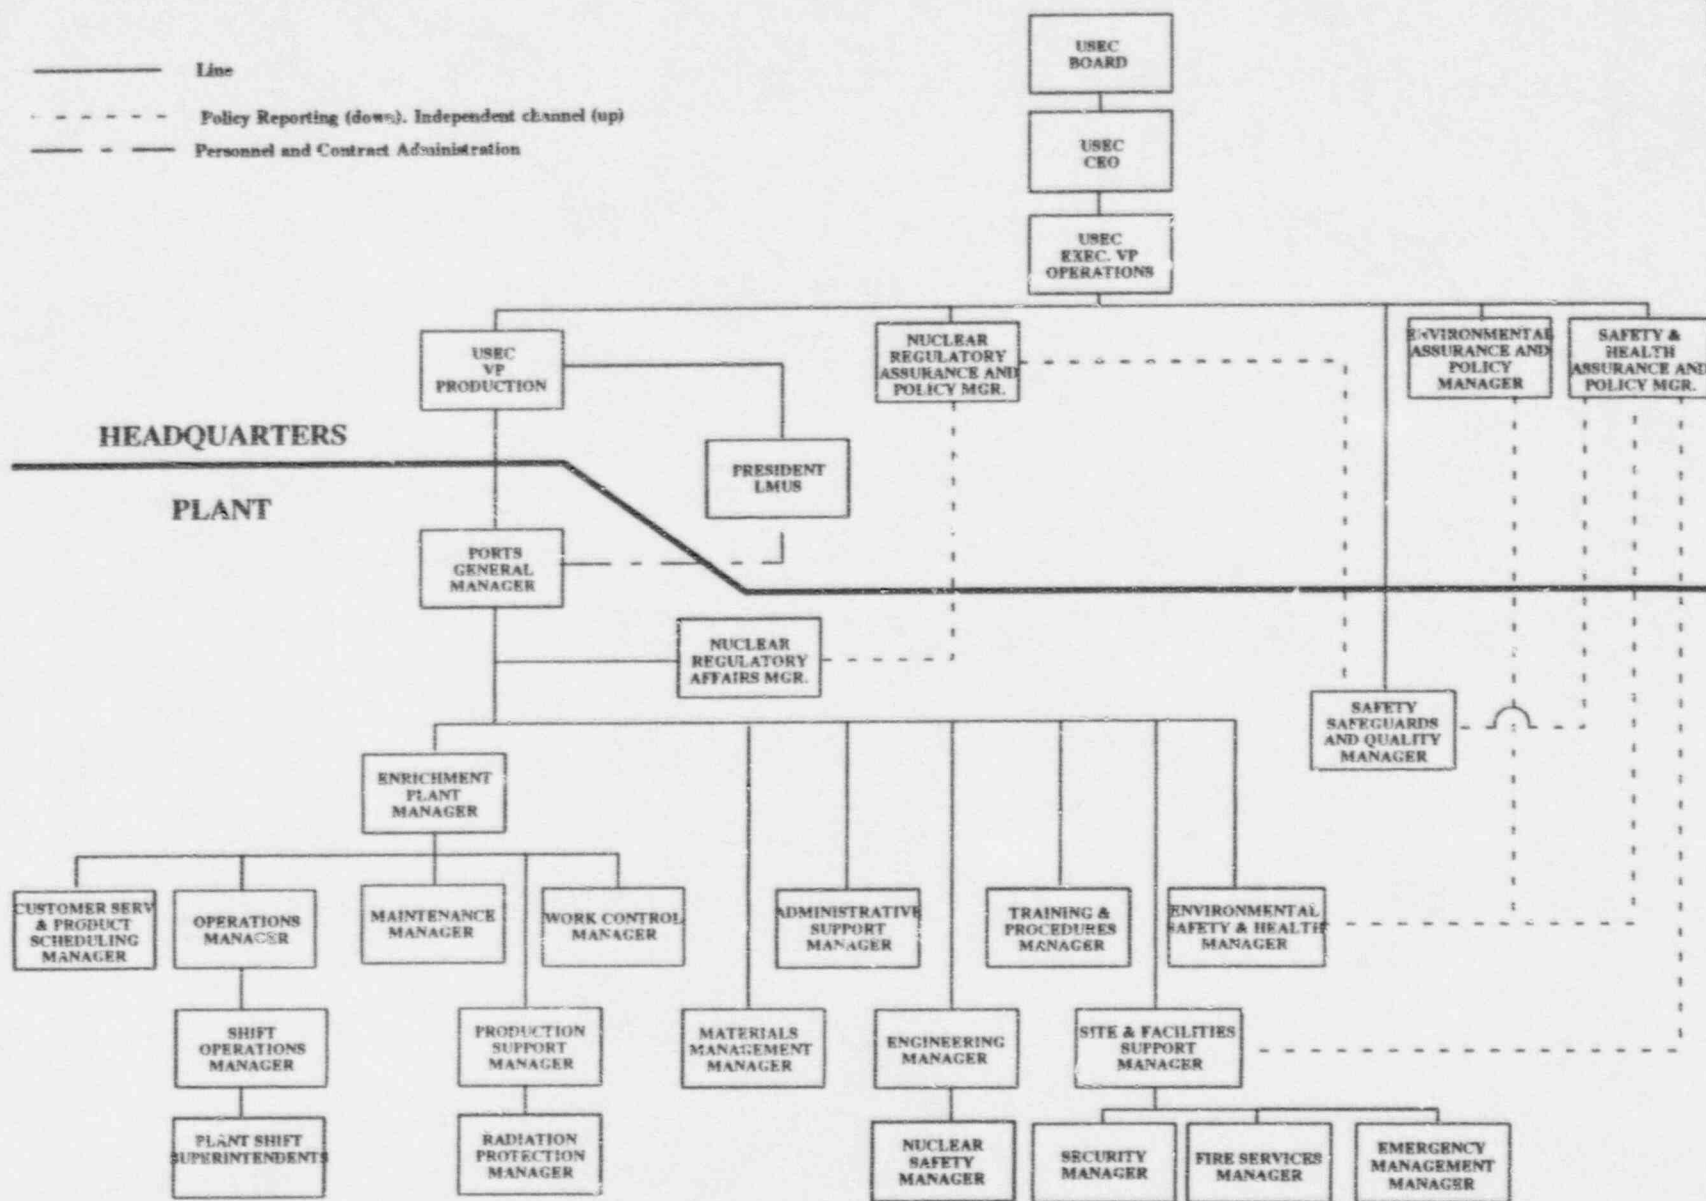 Line
Policy Reporting (down). Independent channel (up)
Personnel and Contract Administration
USEC
BOARD
USEC
CEO
USEC
EXEC. VP
OPERATIONS
USEC
VP
PRODUCTION
NUCLEAR
REGULATORY
ASSURANCE AND
POLICY MGR.
ENVIRONMENTAL
ASSURANCE AND
POLICY
MANAGER
SAFETY &
HEALTH
ASSURANCE AND
POLICY MGR.
HEADQUARTERS
PLANT
PRESIDENT
LMUS
PORTS
GENERAL
MANAGER
NUCLEAR
REGULATORY
AFFAIRS MGR.
SAFETY
SAFEGUARDS
AND QUALITY
MANAGER
ENRICHMENT
PLANT
MANAGER
CUSTOMER SERV
& PRODUCT
SCHEDULING
MANAGER
OPERATIONS
MANAGER
MAINTENANCE
MANAGER
WORK CONTROL
MANAGER
ADMINISTRATIVE
SUPPORT
MANAGER
TRAINING &
PROCEDURES
MANAGER
ENVIRONMENTAL
SAFETY & HEALTH
MANAGER
SHIFT
OPERATIONS
MANAGER
PRODUCTION
SUPPORT
MANAGER
MATERIALS
MANAGEMENT
MANAGER
ENGINEERING
MANAGER
SITE & FACILITIES
SUPPORT
MANAGER
PLANT SHIFT
SUPERINTENDENTS
RADIATION
PROTECTION
MANAGER
NUCLEAR
SAFETY
MANAGER
SECURITY
MANAGER
FIRE SERVICES
MANAGER
EMERGENCY
MANAGEMENT
MANAGER